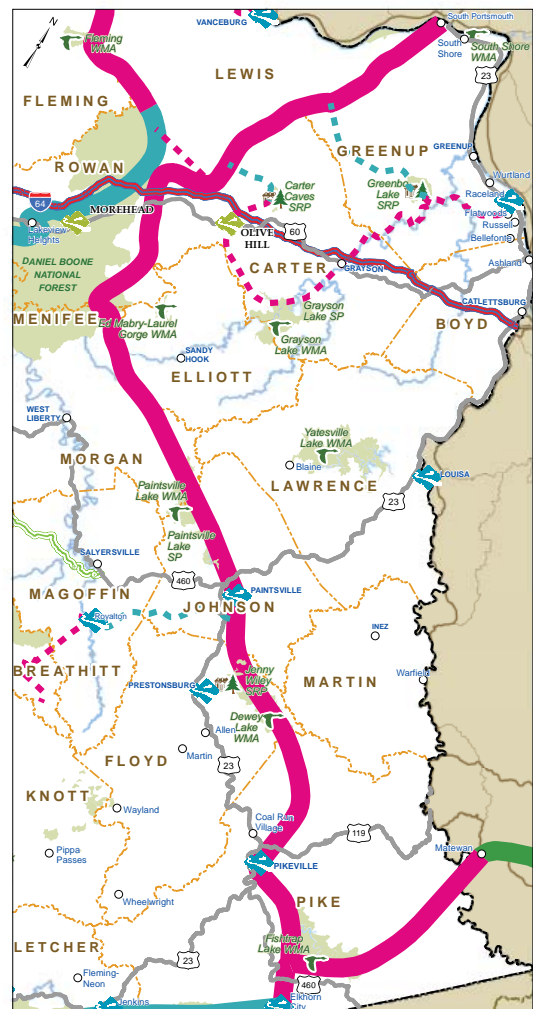 VANCEBURG
South Portsmouth
N
Fleming
WMA
South
Shore
South Shore
WMA
LEWIS
23
FLEMING
GREENUP
GREENUP
ROWAN
Wurtland
Carter
Caves
SRP
Greenbo
Lake SRP
Raceland
64
MOREHEAD
Flatwoods
Russell
Lakeview
Heights
OLIVE
HILL
60
Bellefonte
DANIEL BOONE
NATIONAL
FOREST
CARTER
GRAYSON
Ashland
MENIFEE
Ed Mabry-Laurel
Gorge WMA
Grayson
Lake SP
CATLETTSBURG
BOYD
Grayson
Lake WMA
SANDY
HOOK
ELLIOTT
WEST
LIBERTY
MORGAN
Yatesville
Lake WMA
Blaine
LOUISA
LAWRENCE
Paintsville
Lake WMA
23
Paintsville
Lake
SP
SALYERSVILLE
460
PAINTSVILLE
MAGOFFIN
JOHNSON
Royalton
INEZ
BREATHITT
Jenny
Wiley
SRP
MARTIN
Warfield
PRESTONSBURG
Dewey
Lake
WMA
Allen
Martin
FLOYD
23
KNOTT
Wayland
Coal Run
Village
119
Pippa
Passes
Matewan
PIKEVILLE
Wheelwright
PIKE
LETCHER
Fishtrap
Lake WMA
23
Fleming-
Neon
460
Jenkins
Elkhorn
City